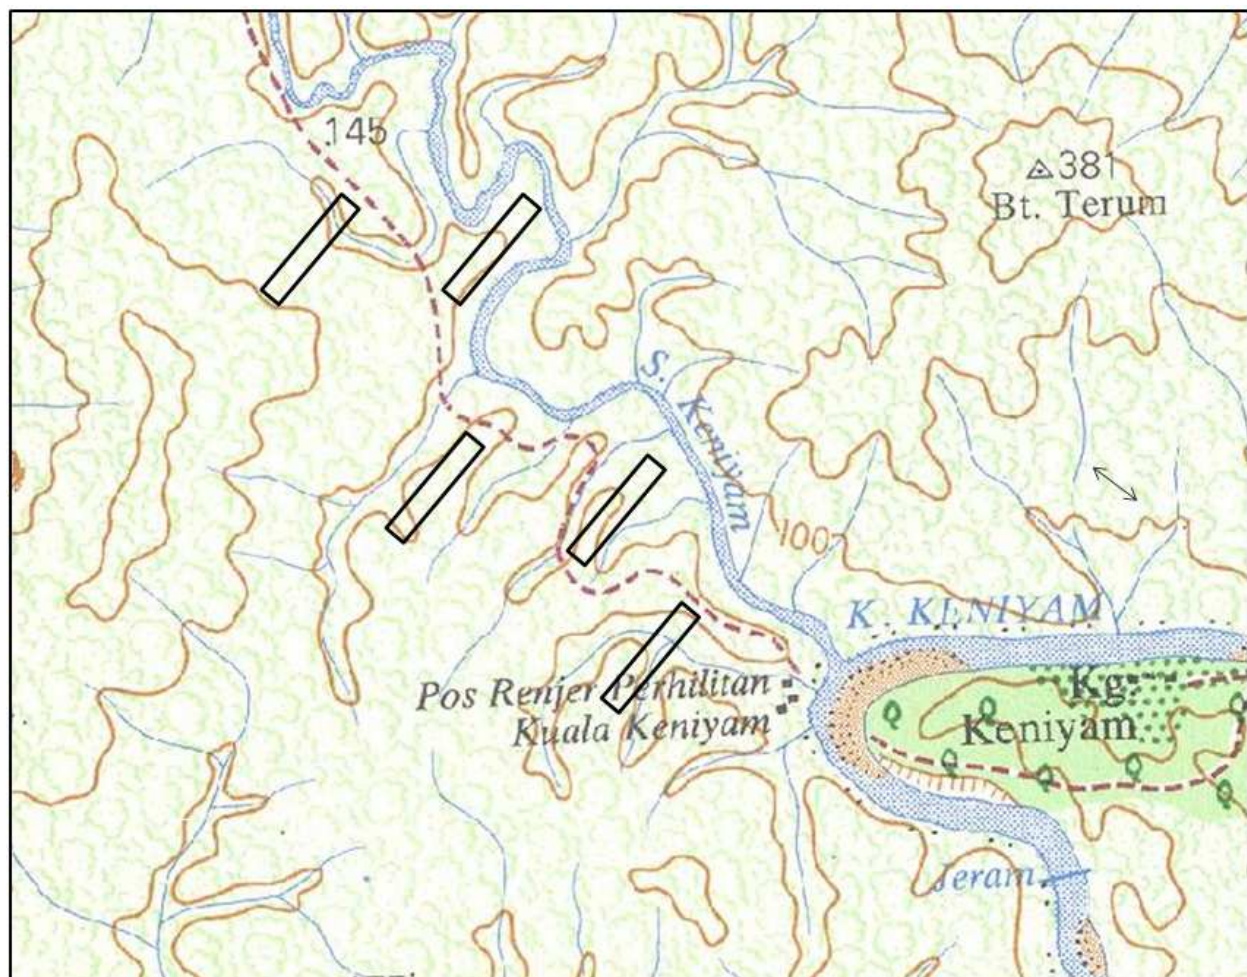 .145
381
Bt. Terum
S. Keniyam
100
K. KENIYAM
Pos Renjer Perhilitan
Kuala Keniyam
Kg.
Keniyam
Jeram